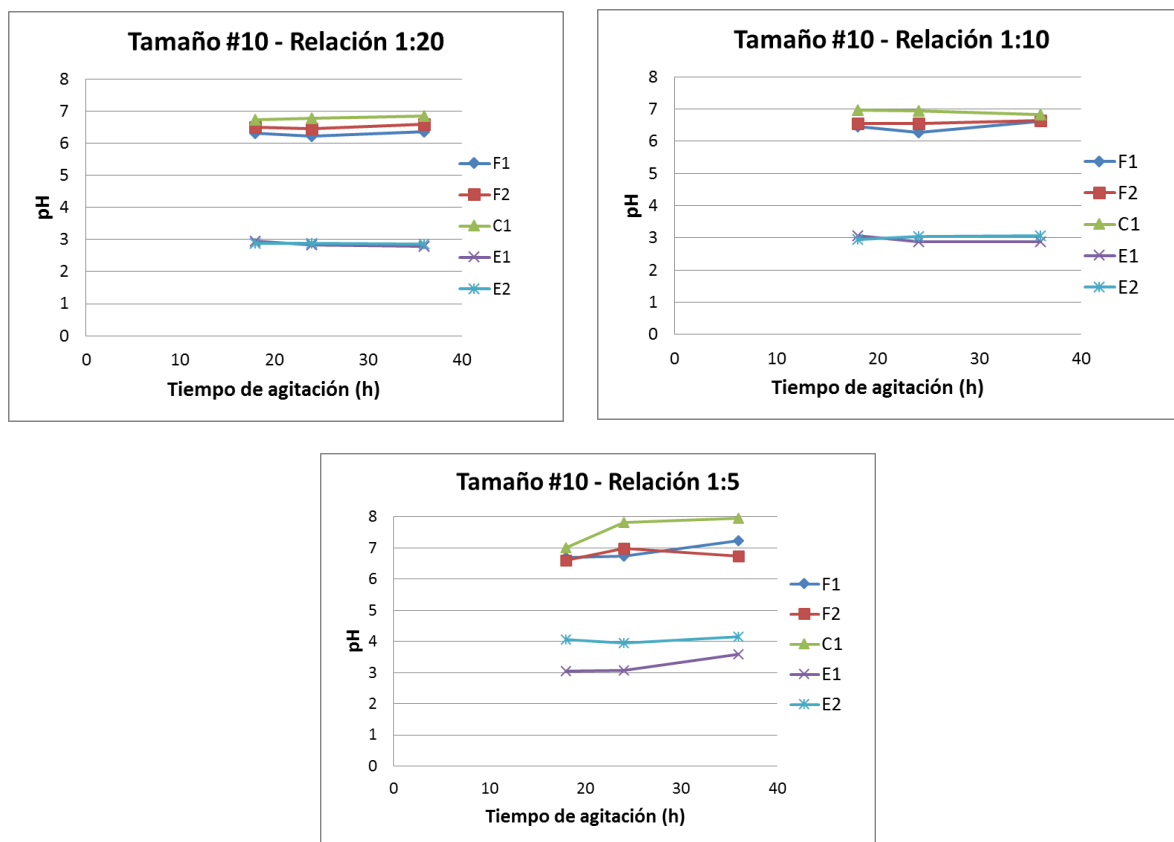 Tamaño #10 - Relación 1:20
8
7
6
5
4
3
2
1
0
pH
0 10 20 30 40
Tiempo de agitación (h)
F1
F2
C1
E1
E2
Tamaño #10 - Relación 1:10
8
7
6
5
4
3
2
1
0
pH
0 10 20 30 40
Tiempo de agitación (h)
F1
F2
C1
E1
E2
Tamaño #10 - Relación 1:5
8
7
6
5
4
3
2
1
0
pH
0 10 20 30 40
Tiempo de agitación (h)
F1
F2
C1
E1
E2